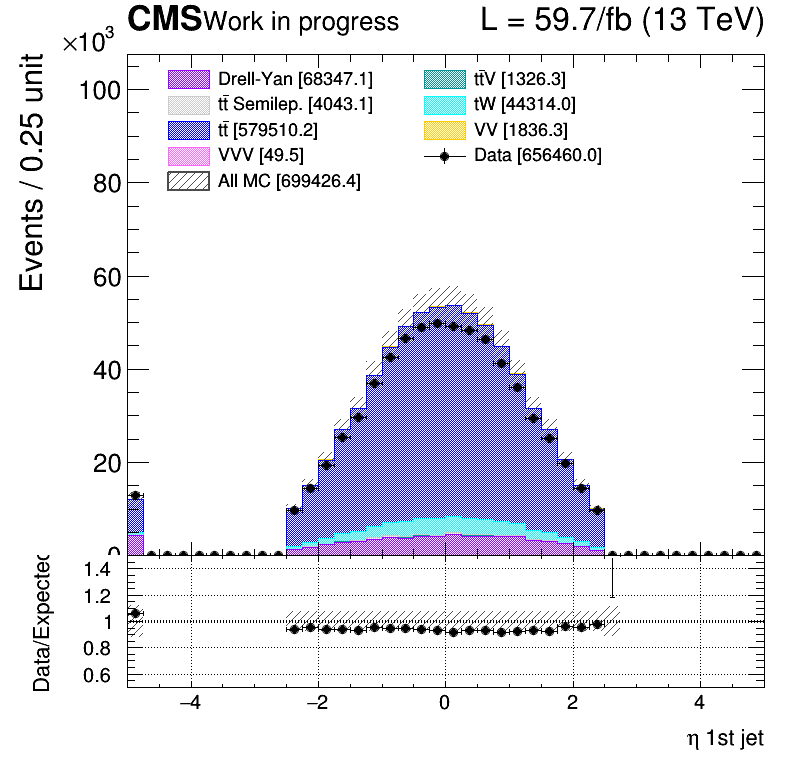 CMS Work in progress L = 59.7/fb (13 TeV)
×10³
Events / 0.25 unit
100
80
60
40
20
0
Drell-Yan [68347.1]
tt̄ Semilep. [4043.1]
tt̄ [579510.2]
VVV [49.5]
All MC [699426.4]
tt̄V [1326.3]
tW [44314.0]
VV [1836.3]
Data [656460.0]
Data/Expected
1.4
1.2
1
0.8
0.6
−4 −2 0 2 4
η 1st jet